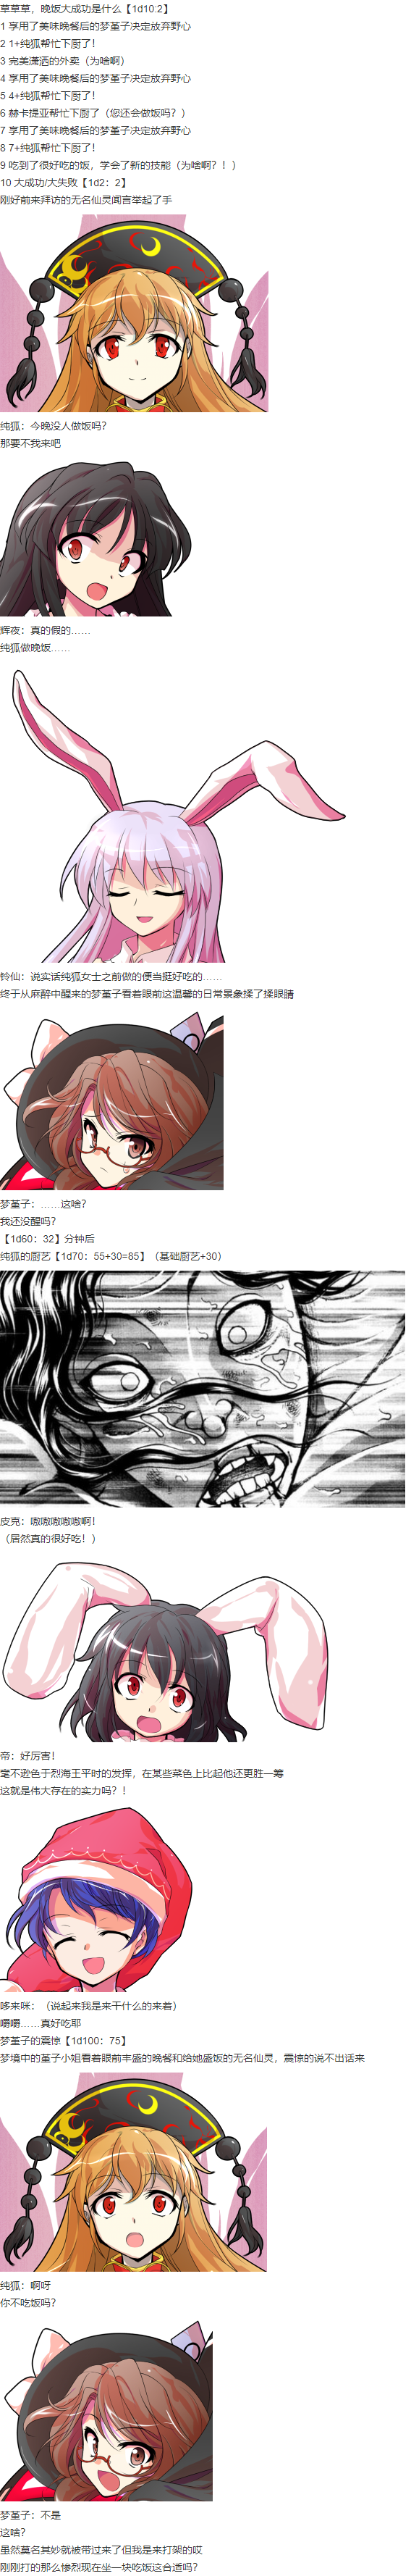 草草草，晚饭大成功是什么【1d10:2】
1 享用了美味晚餐后的梦堇子决定放弃野心
2 1+纯狐帮忙下厨了！
3 完美潇洒的外卖（为啥啊）
4 享用了美味晚餐后的梦堇子决定放弃野心
5 4+纯狐帮忙下厨了！
6 赫卡提亚帮忙下厨了（您还会做饭吗？）
7 享用了美味晚餐后的梦堇子决定放弃野心
8 7+纯狐帮忙下厨了！
9 吃到了很好吃的饭，学会了新的技能（为啥啊？！）
10 大成功/大失败【1d2：2】
刚好前来拜访的无名仙灵闻言举起了手
纯狐：今晚没人做饭吗？
那要不我来吧
辉夜：真的假的……
纯狐做晚饭……
铃仙：说实话纯狐女士之前做的便当挺好吃的……
终于从麻醉中醒来的梦堇子看着眼前这温馨的日常景象揉了揉眼睛
梦堇子：……这啥？
我还没醒吗？
【1d60：32】分钟后
纯狐的厨艺【1d70：55+30=85】（基础厨艺+30）
皮克：嗷嗷嗷嗷嗷啊！
（居然真的很好吃！）
帝：好厉害！
毫不逊色于烈海王平时的发挥，在某些菜色上比起他还更胜一筹
这就是伟大存在的实力吗？！
哆来咪：（说起来我是来干什么的来着）
嚼嚼……真好吃耶
梦堇子的震惊【1d100：75】
梦境中的堇子小姐看着眼前丰盛的晚餐和给她盛饭的无名仙灵，震惊的说不出话来
纯狐：啊呀
你不吃饭吗？
梦堇子：不是
这啥？
虽然莫名其妙就被带过来了但我是来打架的哎
刚刚打的那么惨烈现在坐一块吃饭这合适吗？